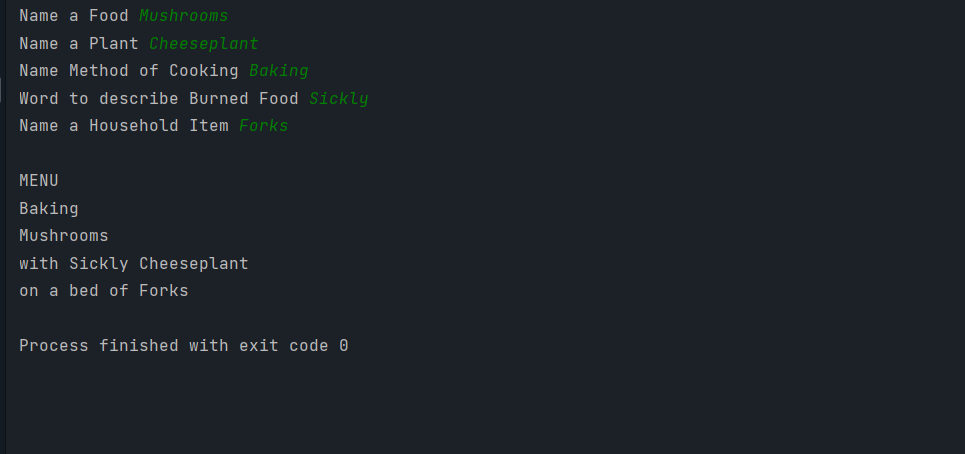 Name a Food Mushrooms
Name a Plant Cheeseplant
Name Method of Cooking Baking
Word to describe Burned Food Sickly
Name a Household Item Forks
MENU
Baking
Mushrooms
with Sickly Cheeseplant
on a bed of Forks
Process finished with exit code 0